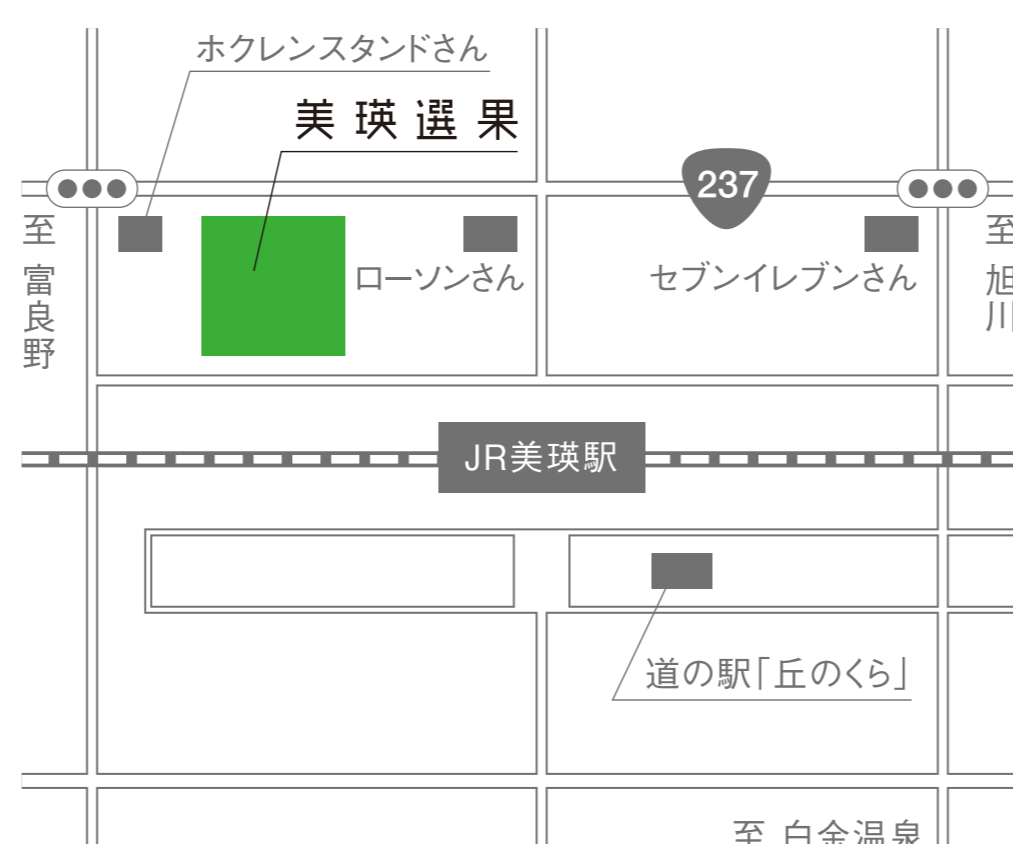 ホクレンスタンドさん
美瑛選果
237
至 富良野
ローソンさん
セブンイレブンさん
至 旭川
JR美瑛駅
道の駅「丘のくら」
至 白金温泉